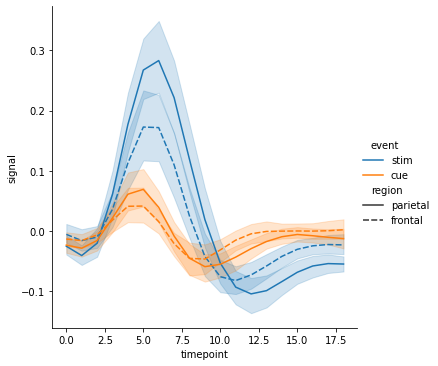 0.3
0.2
0.1
0.0
−0.1
signal
0.0 2.5 5.0 7.5 10.0 12.5 15.0 17.5
timepoint
event
stim
cue
region
parietal
frontal